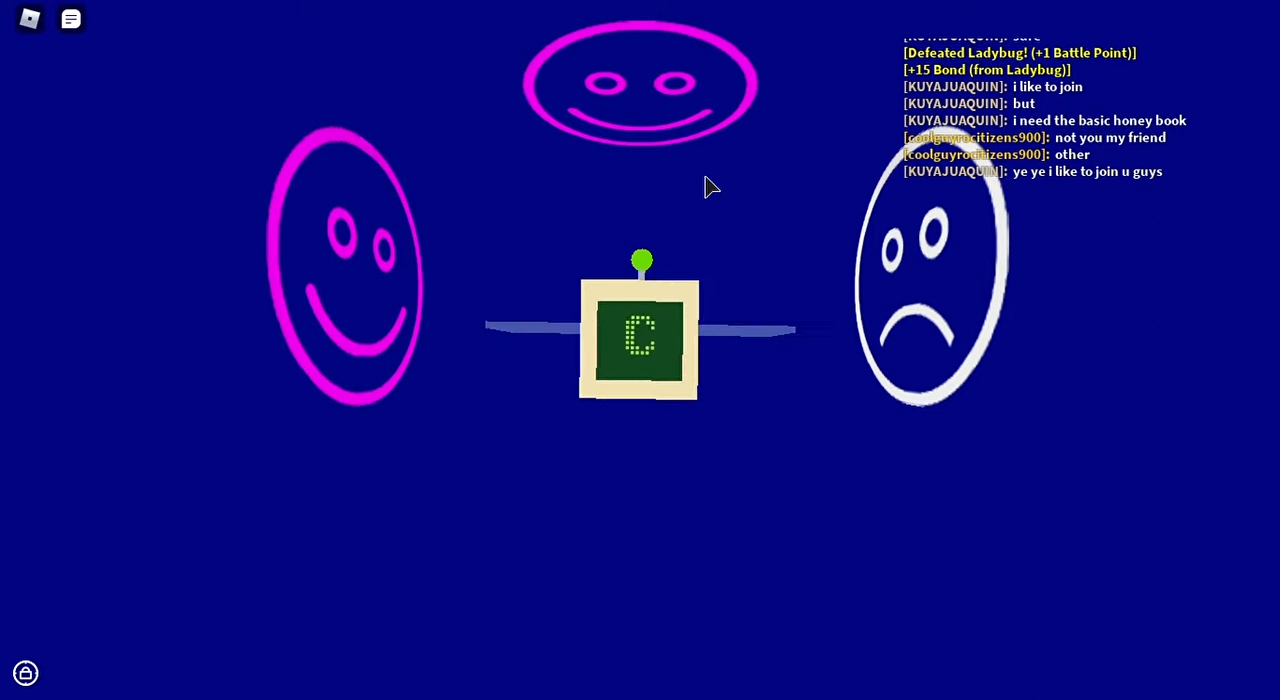 [Defeated Ladybug! (+1 Battle Point)]
[+15 Bond (from Ladybug)]
[KUYAJUAQUIN]: i like to join
[KUYAJUAQUIN]: but
[KUYAJUAQUIN]: i need the basic honey book
[coolguyrocitizens900]: not you my friend
[coolguyrocitizens900]: other
[KUYAJUAQUIN]: ye ye i like to join u guys
C